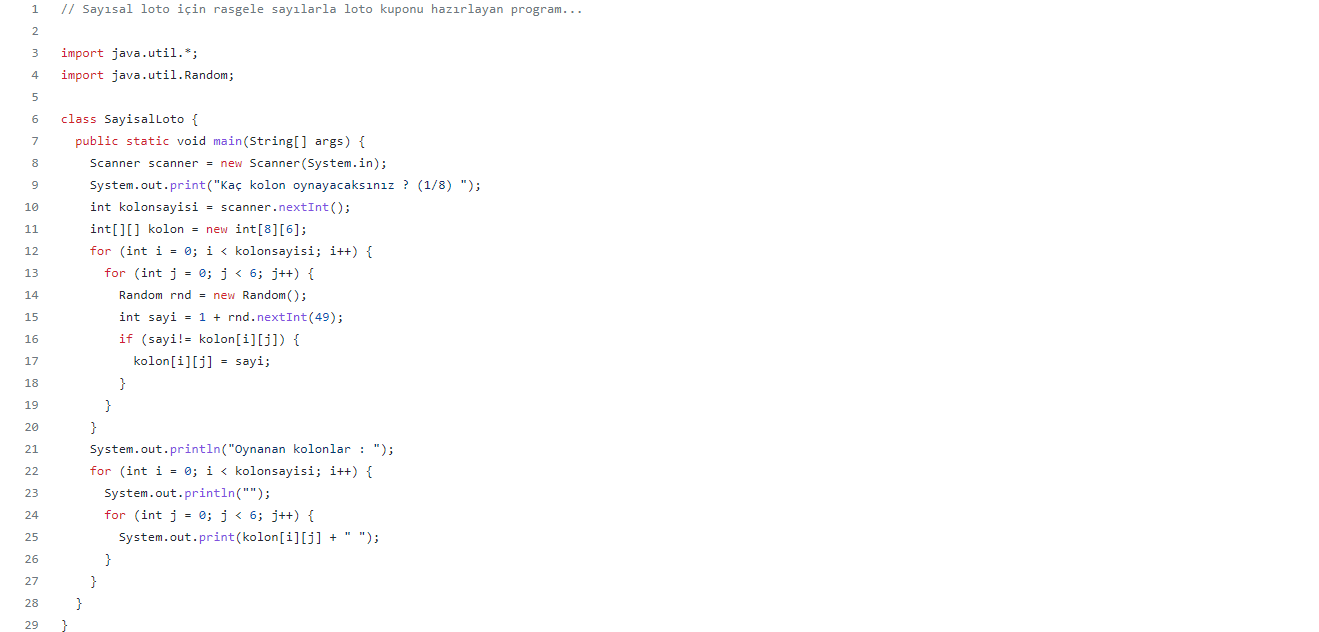 1 // Sayısal loto için rasgele sayılarla loto kuponu hazırlayan program...
2
3 import java.util.*;
4 import java.util.Random;
5
6 class SayisalLoto {
7   public static void main(String[] args) {
8     Scanner scanner = new Scanner(System.in);
9     System.out.print("Kaç kolon oynayacaksınız ? (1/8) ");
10     int kolonsayisi = scanner.nextInt();
11     int[][] kolon = new int[8][6];
12     for (int i = 0; i < kolonsayisi; i++) {
13       for (int j = 0; j < 6; j++) {
14         Random rnd = new Random();
15         int sayi = 1 + rnd.nextInt(49);
16         if (sayi!= kolon[i][j]) {
17           kolon[i][j] = sayi;
18         }
19       }
20     }
21     System.out.println("Oynanan kolonlar : ");
22     for (int i = 0; i < kolonsayisi; i++) {
23       System.out.println("");
24       for (int j = 0; j < 6; j++) {
25         System.out.print(kolon[i][j] + " ");
26       }
27     }
28   }
29 }